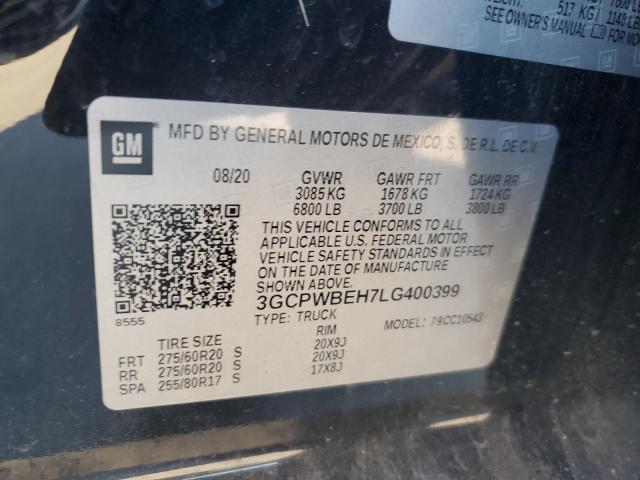 517 KG
1140 LB
SEE OWNER'S MANUAL FOR MO
GM
MFD BY GENERAL MOTORS DE MEXICO, S. DE R.L. DE C.V.
08/20 GVWR GAWR FRT GAWR RR
3085 KG 1678 KG 1724 KG
6800 LB 3700 LB 3800 LB
THIS VEHICLE CONFORMS TO ALL
APPLICABLE U.S. FEDERAL MOTOR
VEHICLE SAFETY STANDARDS IN EFFECT
ON THE DATE OF MANUFACTURE
SHOWN ABOVE.
3GCPWBEH7LG400399
8555
TYPE: TRUCK MODEL: 79CC10543
TIRE SIZE RIM
FRT 275/60R20 S 20X9J
RR 275/60R20 S 20X9J
SPA 255/80R17 S 17X8J